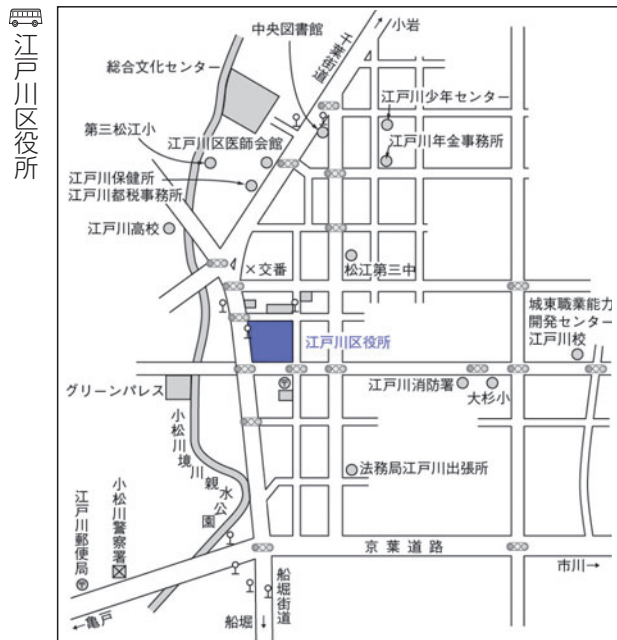 江戸川区役所
小岩
千葉街道
中央図書館
総合文化センター
江戸川少年センター
第三松江小
江戸川区医師会館
江戸川年金事務所
江戸川保健所
江戸川都税事務所
江戸川高校
×交番
松江第三中
城東職業能力
開発センター
江戸川校
江戸川区役所
グリーンパレス
江戸川消防署
大杉小
小松川境川親水公園
法務局江戸川出張所
小松川警察署
江戸川郵便局
京葉道路
市川→
船堀街道
船堀
←亀戸